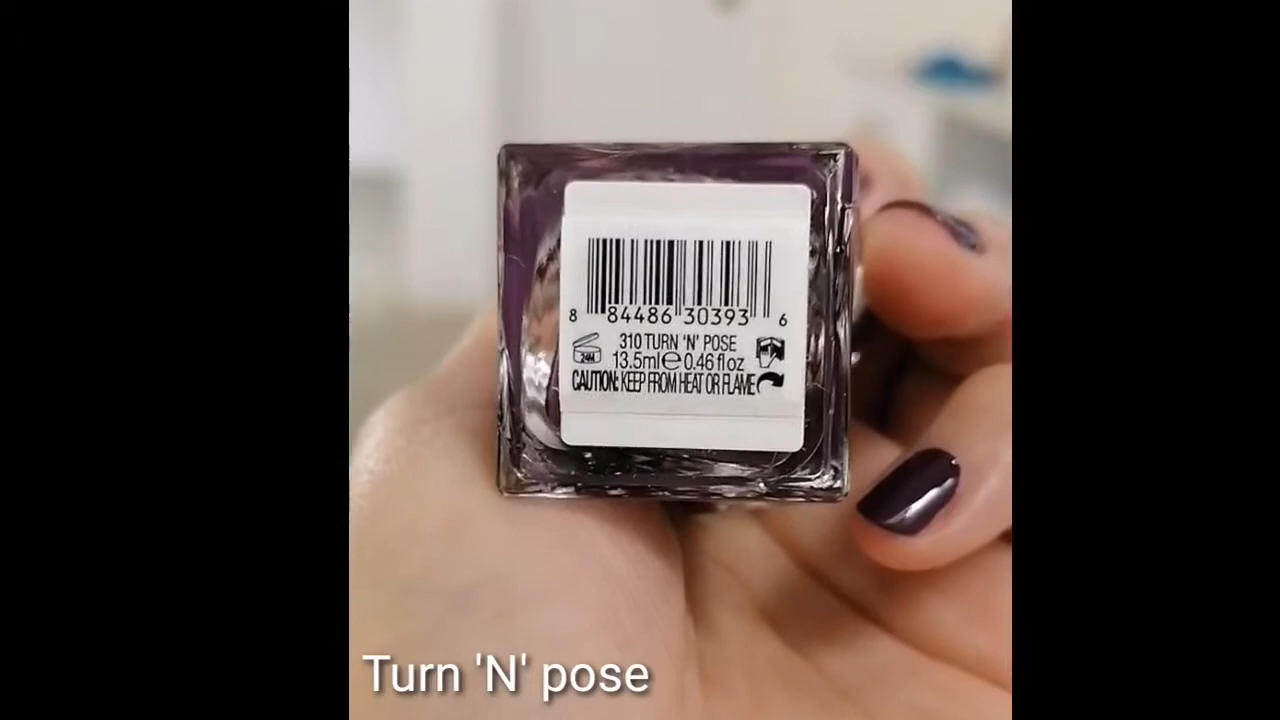 8 84486 30393 6
24M
310 TURN 'N' POSE
13.5ml℮0.46 fl oz
CAUTION: KEEP FROM HEAT OR FLAME
Turn 'N' pose